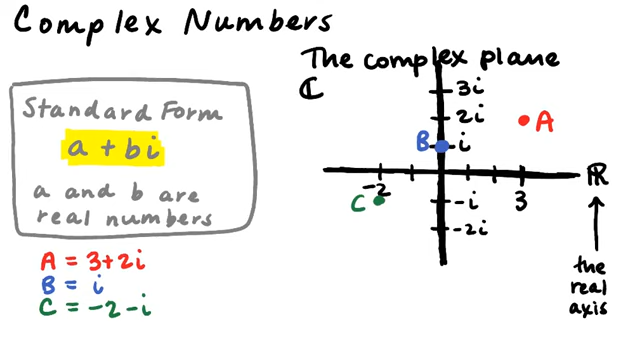 Complex Numbers
Standard Form
a + bi
a and b are
real numbers
A = 3+2i
B = i
C = -2-i
The complex plane
ℂ
3i
2i
A
B
i
-2
3
ℝ
C
-i
-2i
the
real
axis